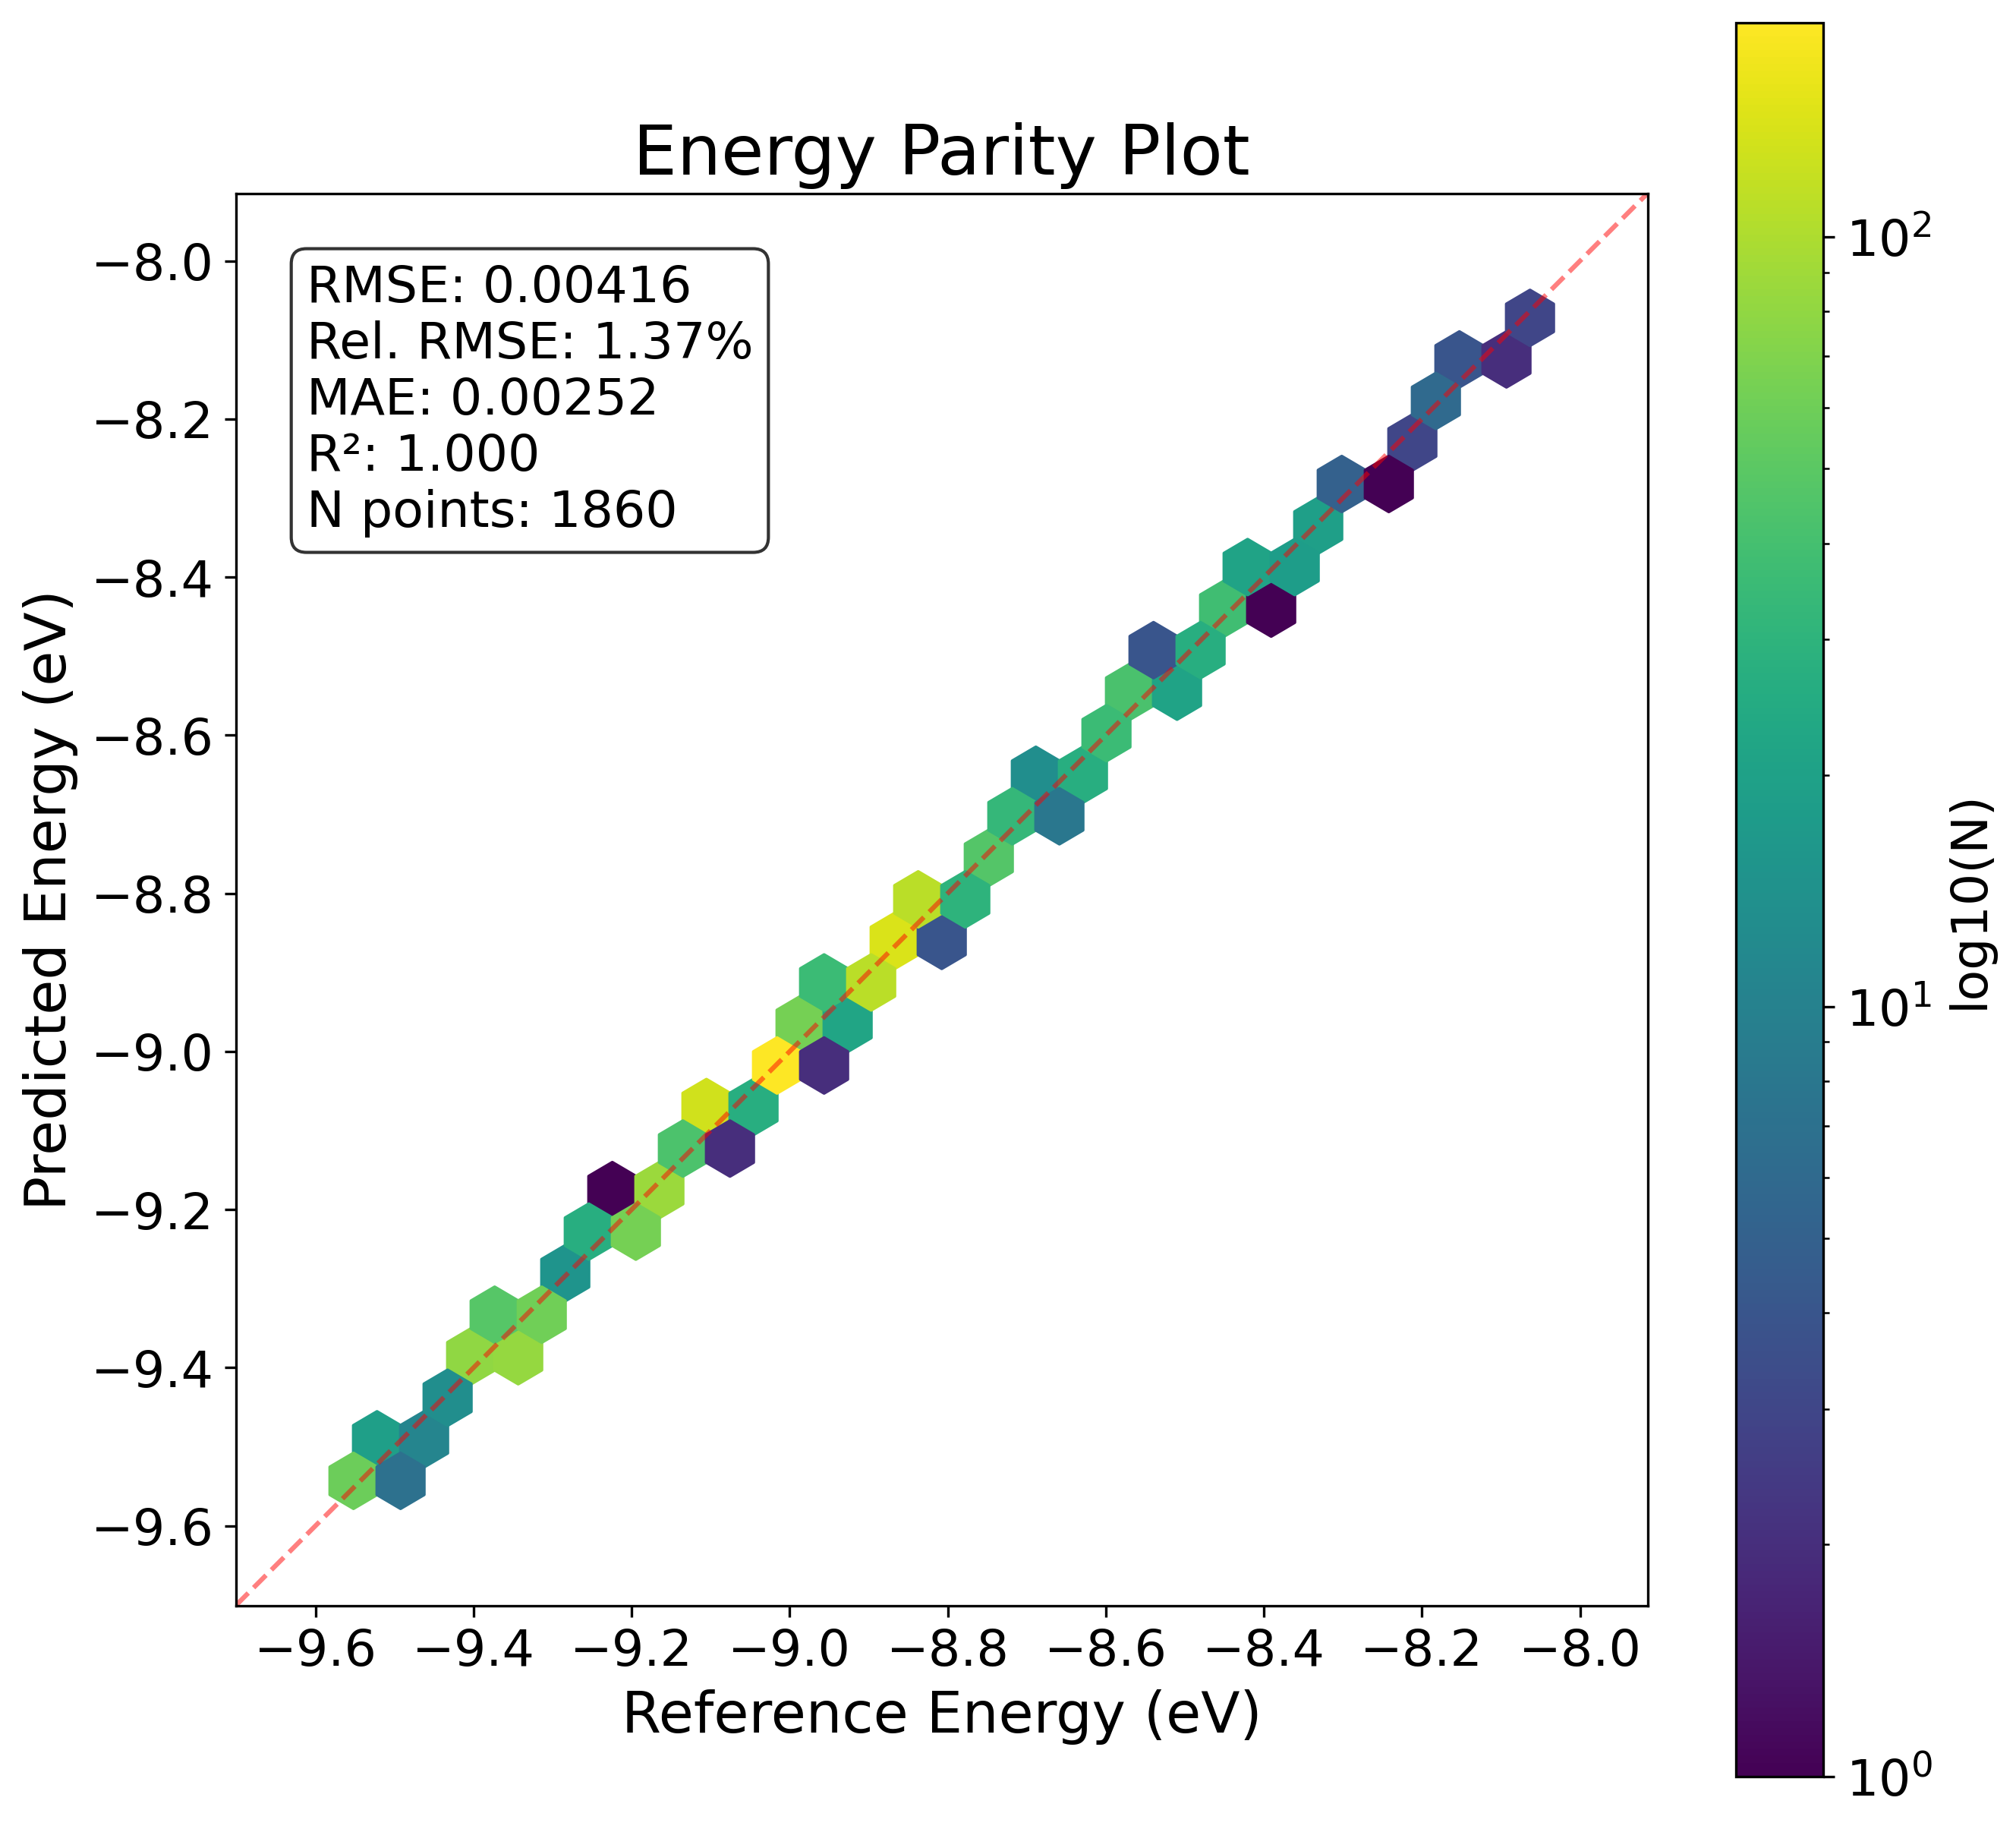 Energy Parity Plot
RMSE: 0.00416
Rel. RMSE: 1.37%
MAE: 0.00252
R²: 1.000
N points: 1860
Predicted Energy (eV)
−8.0
−8.2
−8.4
−8.6
−8.8
−9.0
−9.2
−9.4
−9.6
−9.6 −9.4 −9.2 −9.0 −8.8 −8.6 −8.4 −8.2 −8.0
Reference Energy (eV)
10²
10¹
10⁰
log10(N)